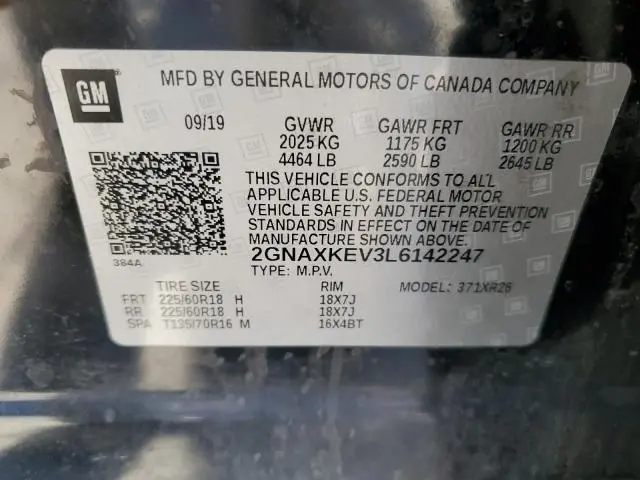 GM
MFD BY GENERAL MOTORS OF CANADA COMPANY
09/19 GVWR GAWR FRT GAWR RR
2025 KG 1175 KG 1200 KG
4464 LB 2590 LB 2645 LB
THIS VEHICLE CONFORMS TO ALL
APPLICABLE U.S. FEDERAL MOTOR
VEHICLE SAFETY AND THEFT PREVENTION
STANDARDS IN EFFECT ON THE DATE OF
MANUFACTURE SHOWN ABOVE.
384A 2GNAXKEV3L6142247
TYPE: M.P.V.
TIRE SIZE RIM MODEL: 371XR26
FRT 225/60R18 H 18X7J
RR 225/60R18 H 18X7J
SPA T135/70R16 M 16X4BT